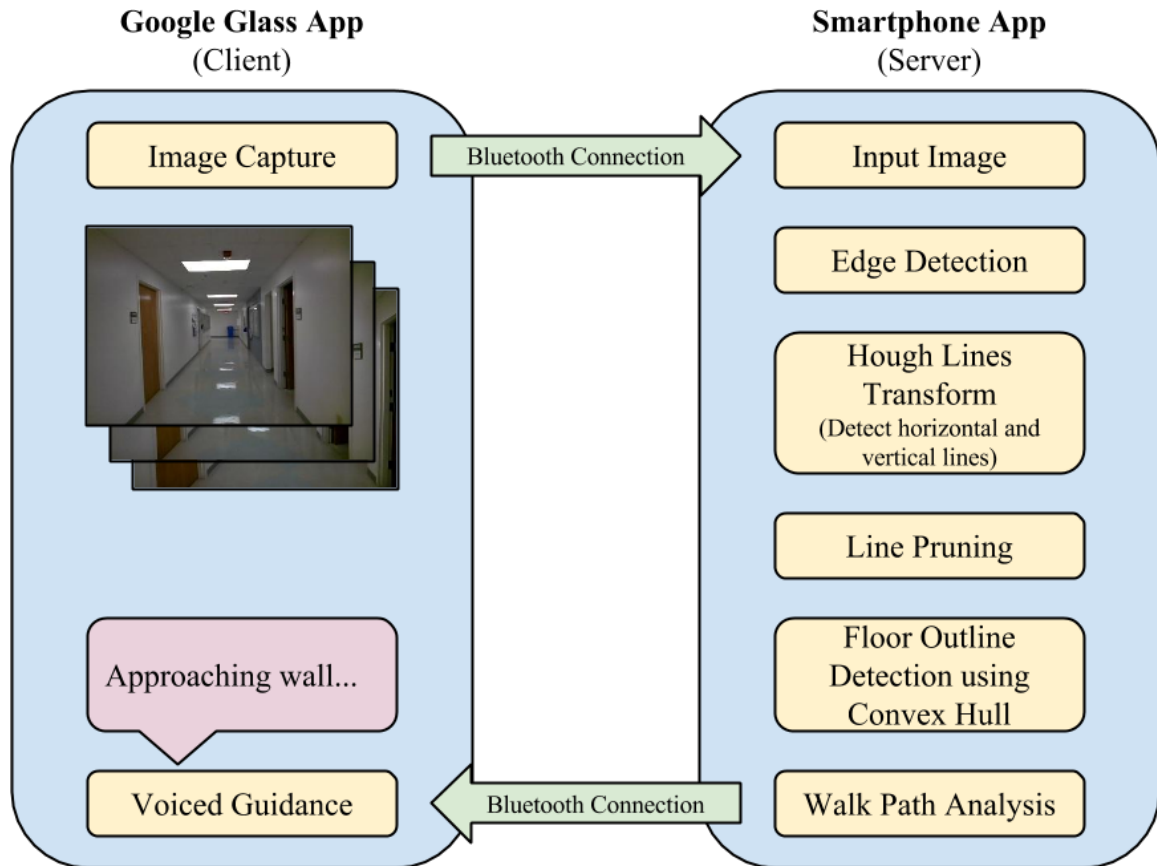 Google Glass App
(Client)
Smartphone App
(Server)
Image Capture
Bluetooth Connection
Input Image
Edge Detection
Hough Lines
Transform
(Detect horizontal and
vertical lines)
Line Pruning
Approaching wall...
Floor Outline
Detection using
Convex Hull
Voiced Guidance
Bluetooth Connection
Walk Path Analysis